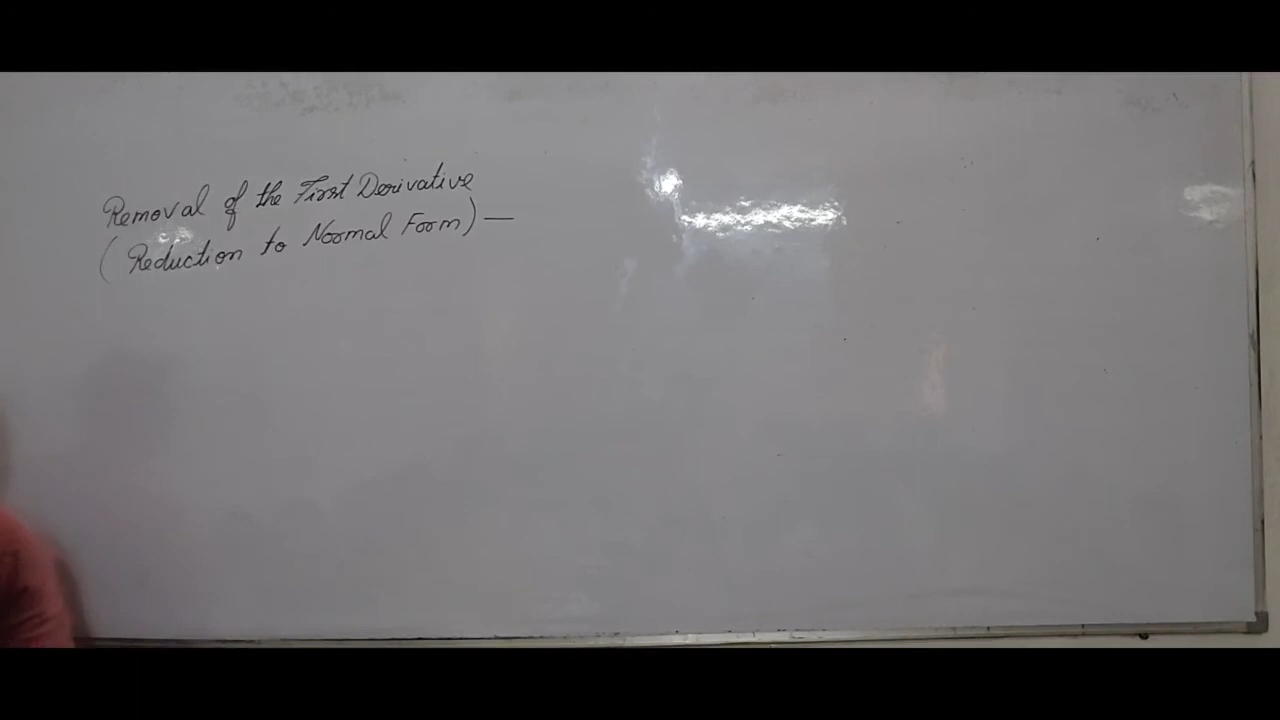 Removal of the First Derivative
(Reduction to Normal Form) —